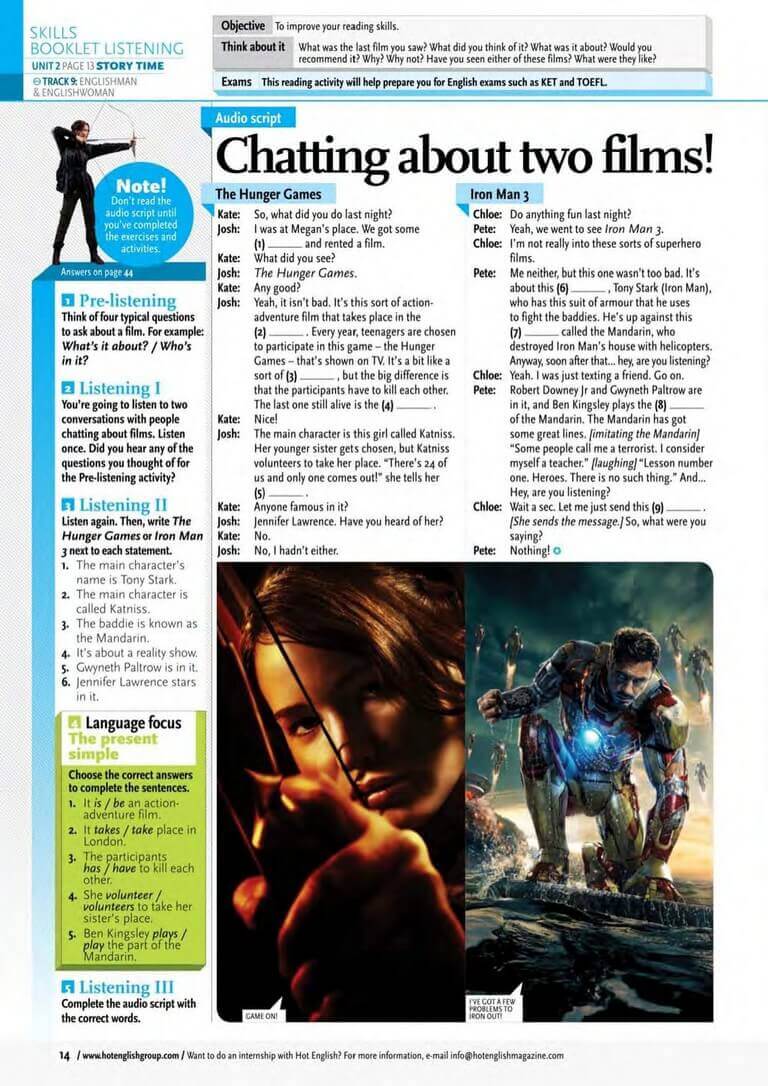 SKILLS
BOOKLET LISTENING
UNIT 2 PAGE 13 STORY TIME
TRACK 9: ENGLISHMAN
& ENGLISHWOMAN
Objective To improve your reading skills.
Think about it What was the last film you saw? What did you think of it? What was it about? Would you
recommend it? Why? Why not? Have you seen either of these films? What were they like?
Exams This reading activity will help prepare you for English exams such as KET and TOEFL.
Note!
Don't read the
audio script until
you've completed
the exercises and
activities.
Answers on page 44
1 Pre-listening
Think of four typical questions
to ask about a film. For example:
What's it about? / Who's
in it?
2 Listening I
You're going to listen to two
conversations with people
chatting about films. Listen
once. Did you hear any of the
questions you thought of for
the Pre-listening activity?
3 Listening II
Listen again. Then, write The
Hunger Games or Iron Man
3 next to each statement.
1. The main character's
name is Tony Stark.
2. The main character is
called Katniss.
3. The baddie is known as
the Mandarin.
4. It's about a reality show.
5. Gwyneth Paltrow is in it.
6. Jennifer Lawrence stars
in it.
4 Language focus
The present
simple
Choose the correct answers
to complete the sentences.
1. It is / be an action-
adventure film.
2. It takes / take place in
London.
3. The participants
has / have to kill each
other.
4. She volunteer /
volunteers to take her
sister's place.
5. Ben Kingsley plays /
play the part of the
Mandarin.
5 Listening III
Complete the audio script with
the correct words.
Audio script
Chatting about two films!
The Hunger Games
Kate: So, what did you do last night?
Josh: I was at Megan's place. We got some
(1) ______ and rented a film.
Kate: What did you see?
Josh: The Hunger Games.
Kate: Any good?
Josh: Yeah, it isn't bad. It's this sort of action-
adventure film that takes place in the
(2) ______ . Every year, teenagers are chosen
to participate in this game – the Hunger
Games – that's shown on TV. It's a bit like a
sort of (3) ______ , but the big difference is
that the participants have to kill each other.
The last one still alive is the (4) ______ .
Kate: Nice!
Josh: The main character is this girl called Katniss.
Her younger sister gets chosen, but Katniss
volunteers to take her place. "There's 24 of
us and only one comes out!" she tells her
(5) ______ .
Kate: Anyone famous in it?
Josh: Jennifer Lawrence. Have you heard of her?
Kate: No.
Josh: No, I hadn't either.
Iron Man 3
Chloe: Do anything fun last night?
Pete: Yeah, we went to see Iron Man 3.
Chloe: I'm not really into these sorts of superhero
films.
Pete: Me neither, but this one wasn't too bad. It's
about this (6) ______ , Tony Stark (Iron Man),
who has this suit of armour that he uses
to fight the baddies. He's up against this
(7) ______ called the Mandarin, who
destroyed Iron Man's house with helicopters.
Anyway, soon after that... hey, are you listening?
Chloe: Yeah. I was just texting a friend. Go on.
Pete: Robert Downey Jr and Gwyneth Paltrow are
in it, and Ben Kingsley plays the (8) ______
of the Mandarin. The Mandarin has got
some great lines. [imitating the Mandarin]
"Some people call me a terrorist. I consider
myself a teacher." [laughing] "Lesson number
one. Heroes. There is no such thing." And...
Hey, are you listening?
Chloe: Wait a sec. Let me just send this (9) ______ .
[She sends the message.] So, what were you
saying?
Pete: Nothing!
GAME ON!
I'VE GOT A FEW
PROBLEMS TO
IRON OUT!
14 / www.hotenglishgroup.com / Want to do an internship with Hot English? For more information, e-mail info@hotenglishmagazine.com